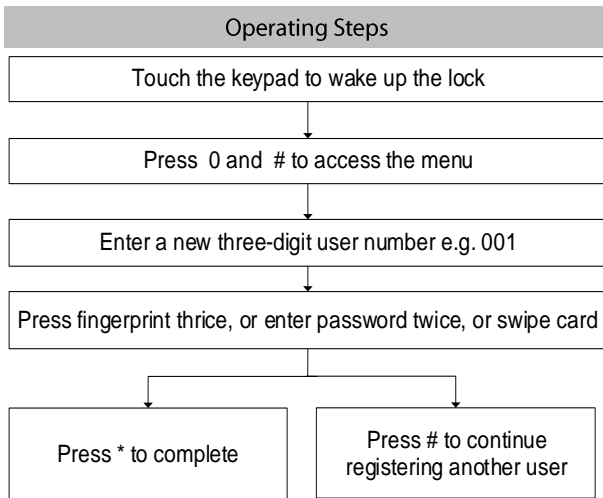 Operating Steps
Touch the keypad to wake up the lock
Press 0 and # to access the menu
Enter a new three-digit user number e.g. 001
Press fingerprint thrice, or enter password twice, or swipe card
Press * to complete
Press # to continue
registering another user